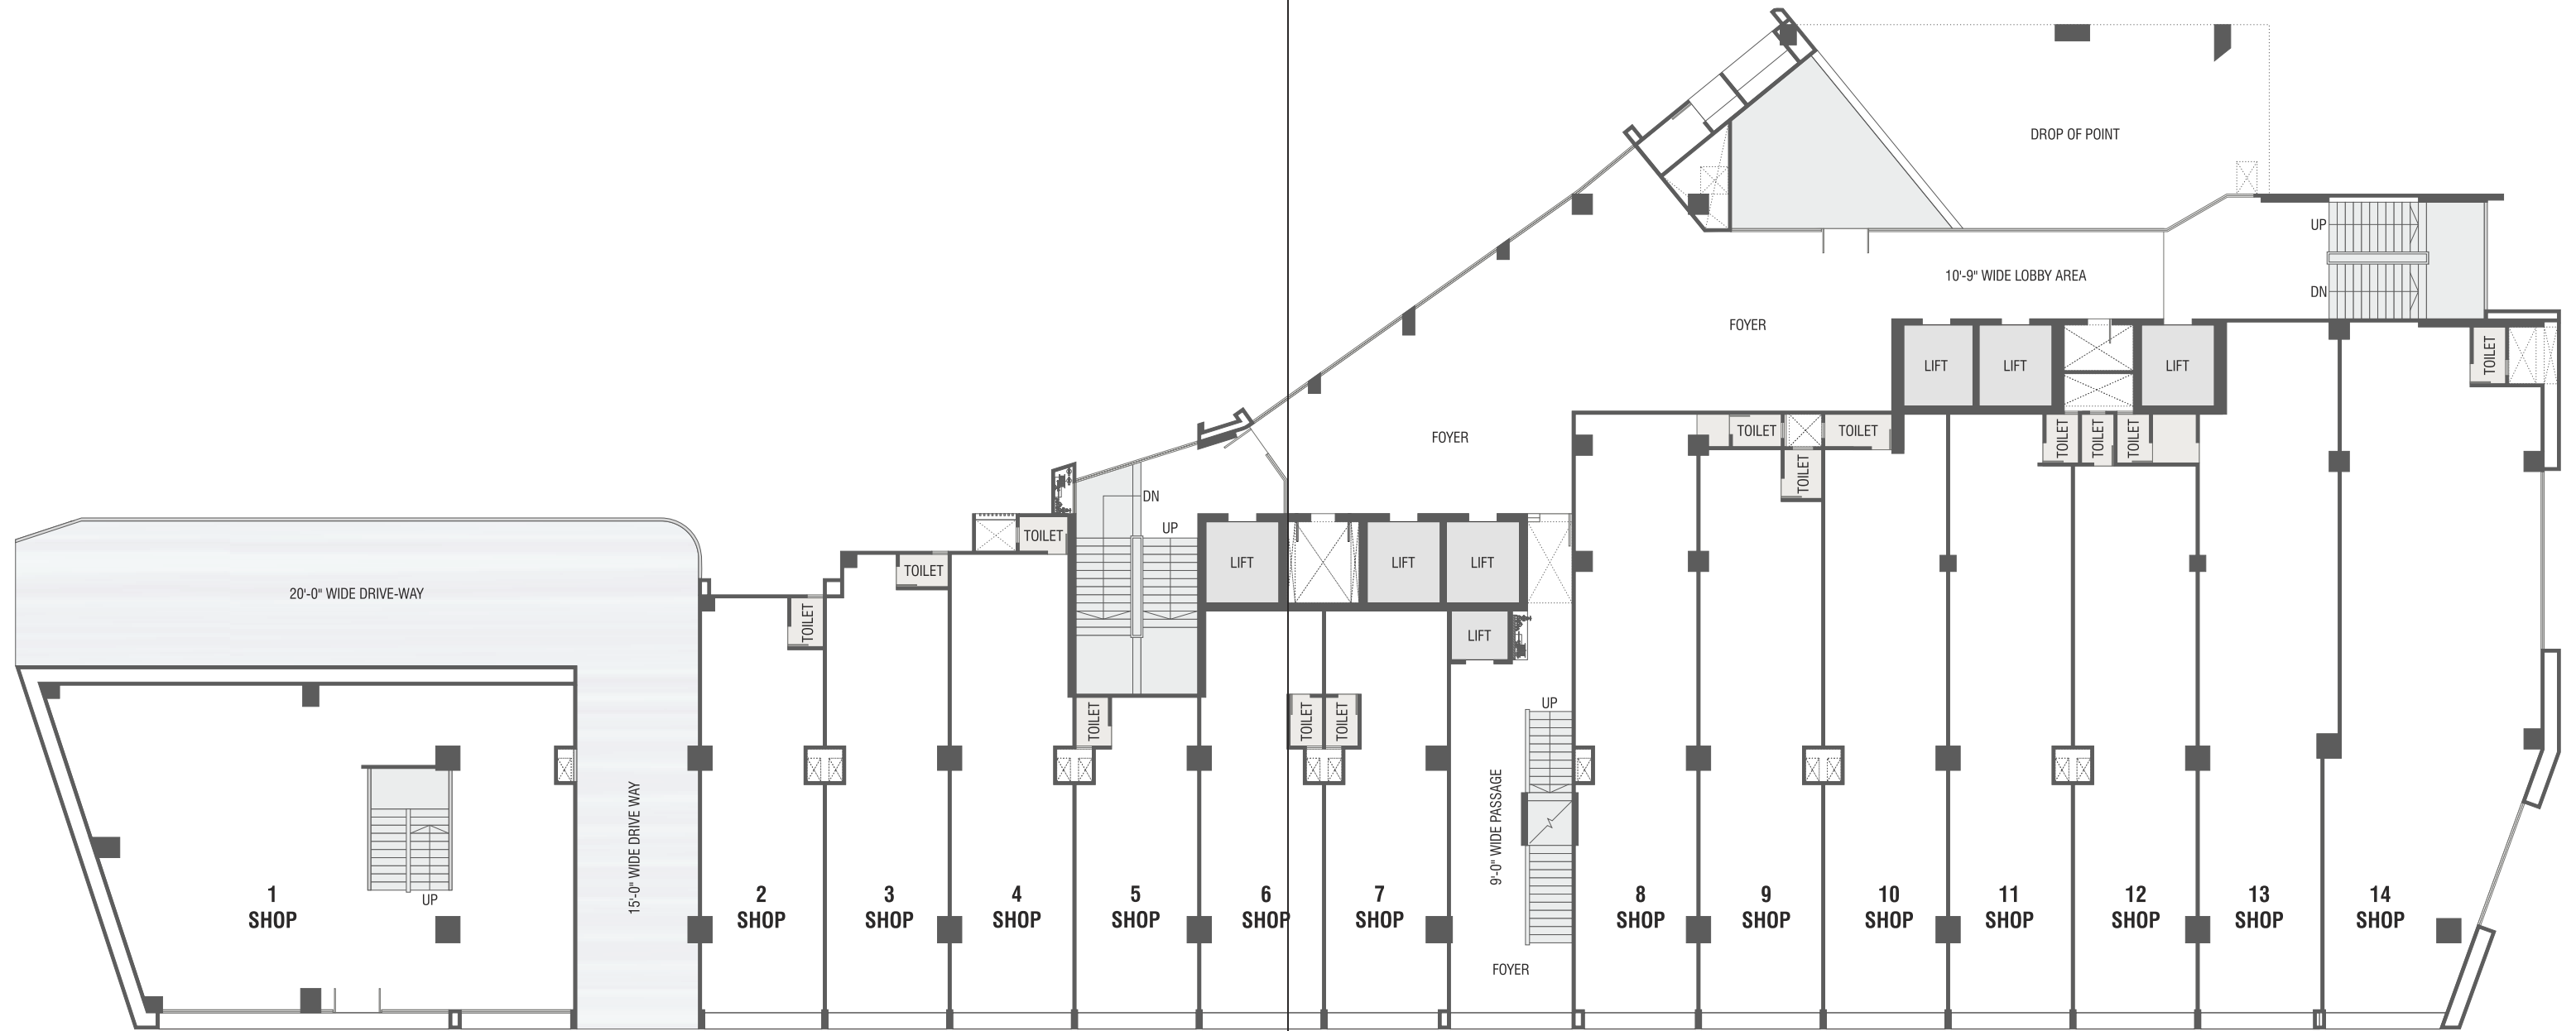 DROP OF POINT
UP
10'-9" WIDE LOBBY AREA
DN
FOYER
TOILET
LIFT
LIFT
LIFT
FOYER
TOILET
TOILET
TOILET
TOILET
TOILET
TOILET
DN
UP
TOILET
LIFT
LIFT
LIFT
TOILET
20'-0" WIDE DRIVE-WAY
TOILET
LIFT
UP
TOILET
TOILET
TOILET
15'-0" WIDE DRIVE WAY
9'-0" WIDE PASSAGE
UP
1
SHOP
2
SHOP
3
SHOP
4
SHOP
5
SHOP
6
SHOP
7
SHOP
8
SHOP
9
SHOP
10
SHOP
11
SHOP
12
SHOP
13
SHOP
14
SHOP
FOYER